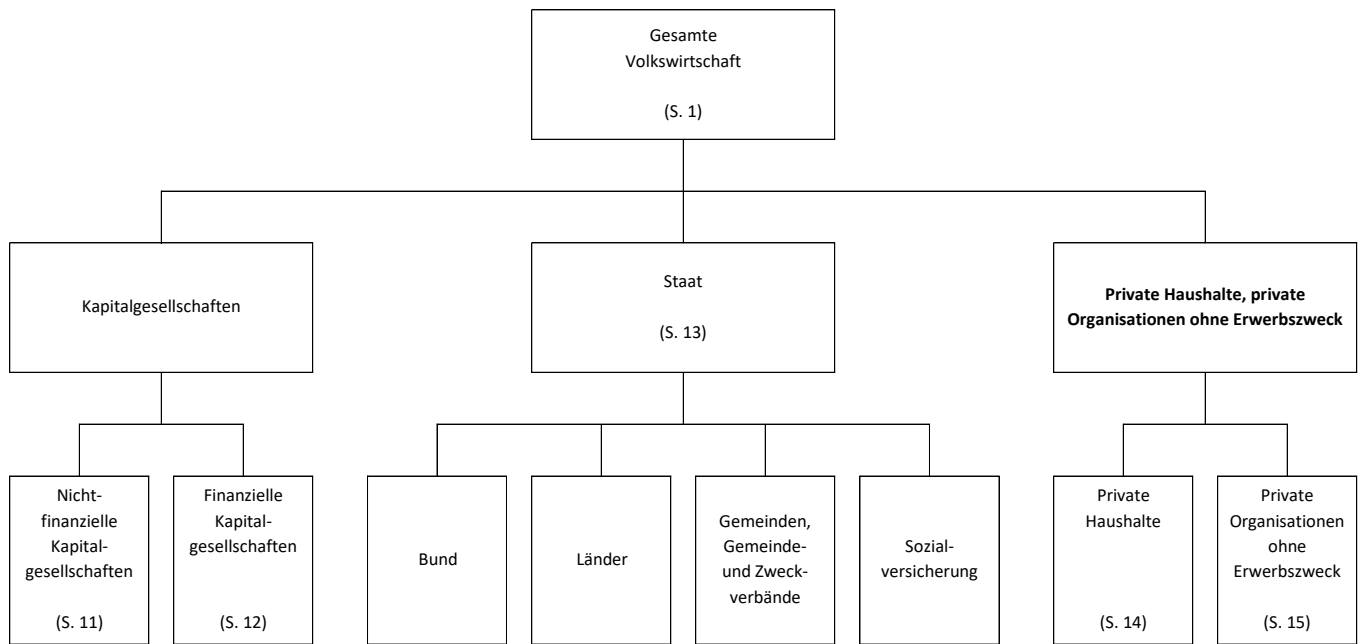 Gesamte
Volkswirtschaft
(S. 1)
Kapitalgesellschaften
Staat
(S. 13)
Private Haushalte, private
Organisationen ohne Erwerbszweck
Nicht-
finanzielle
Kapital-
gesellschaften
(S. 11)
Finanzielle
Kapital-
gesellschaften
(S. 12)
Bund
Länder
Gemeinden,
Gemeinde-
und Zweck-
verbände
Sozial-
versicherung
Private
Haushalte
(S. 14)
Private
Organisationen
ohne
Erwerbszweck
(S. 15)